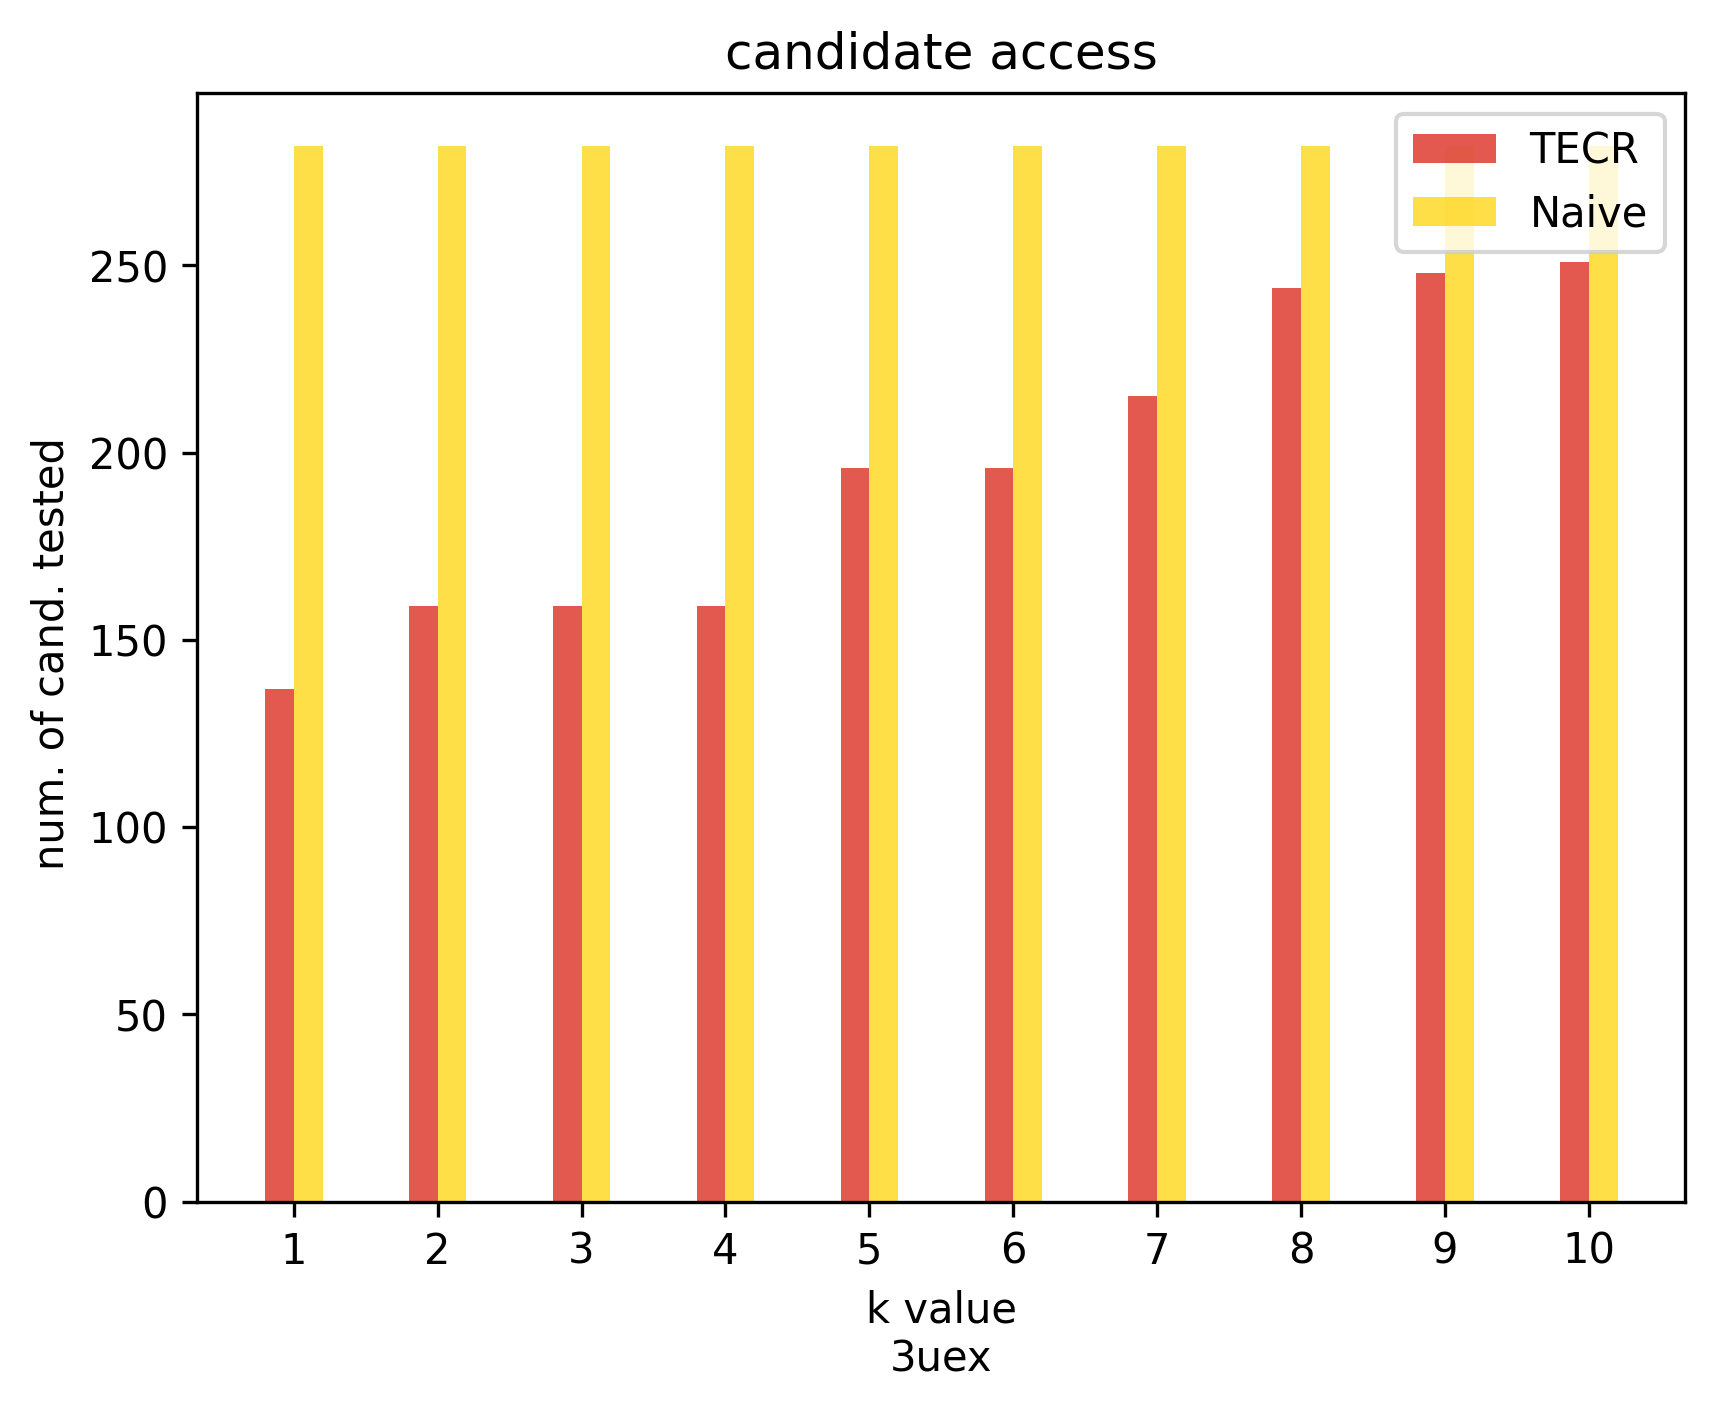 candidate access
TECR
Naive
num. of cand. tested
250
200
150
100
50
0
1 2 3 4 5 6 7 8 9 10
k value
3uex